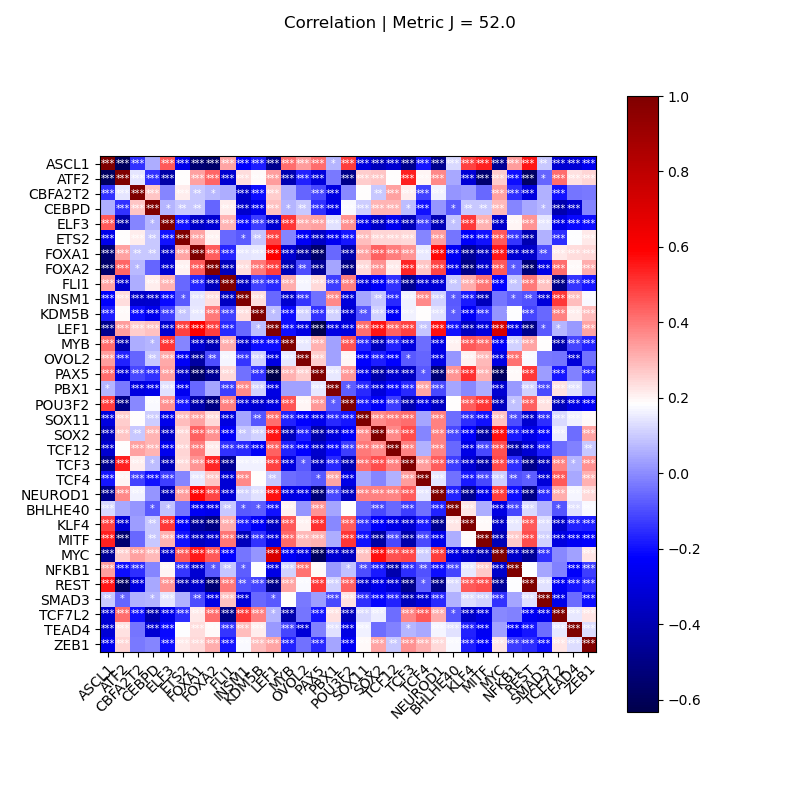 Correlation | Metric J = 52.0
ASCL1
ATF2
CBFA2T2
CEBPD
ELF3
ETS2
FOXA1
FOXA2
FLI1
INSM1
KDM5B
LEF1
MYB
OVOL2
PAX5
PBX1
POU3F2
SOX11
SOX2
TCF12
TCF3
TCF4
NEUROD1
BHLHE40
KLF4
MITF
MYC
NFKB1
REST
SMAD3
TCF7L2
TEAD4
ZEB1
ASCL1 ATF2 CBFA2T2 CEBPD ELF3 ETS2 FOXA1 FOXA2 FLI1 INSM1 KDM5B LEF1 MYB OVOL2 PAX5 PBX1 POU3F2 SOX11 SOX2 TCF12 TCF3 TCF4 NEUROD1 BHLHE40 KLF4 MITF MYC NFKB1 REST SMAD3 TCF7L2 TEAD4 ZEB1
1.0
0.8
0.6
0.4
0.2
0.0
−0.2
−0.4
−0.6